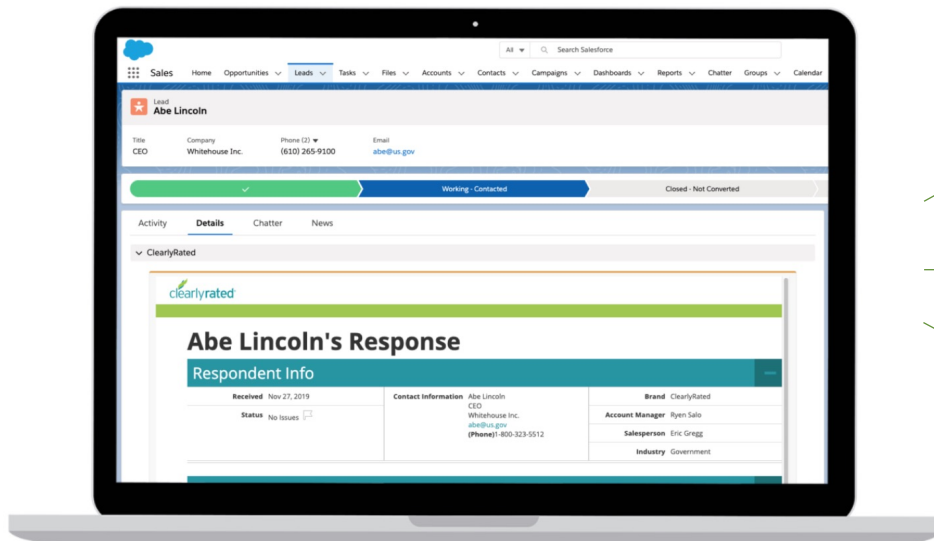 All
Search Salesforce
Sales Home Opportunities Leads Tasks Files Accounts Contacts Campaigns Dashboards Reports Chatter Groups Calendar
Lead
Abe Lincoln
Title Company Phone (2) Email
CEO Whitehouse Inc. (610) 265-9100 abe@us.gov
Working - Contacted Closed - Not Converted
Activity Details Chatter News
ClearlyRated
clearlyrated
Abe Lincoln's Response
Respondent Info
Received Nov 27, 2019
Status No Issues
Contact Information Abe Lincoln
CEO
Whitehouse Inc.
abe@us.gov
(Phone)1-800-323-5512
Brand ClearlyRated
Account Manager Ryen Salo
Salesperson Eric Gregg
Industry Government